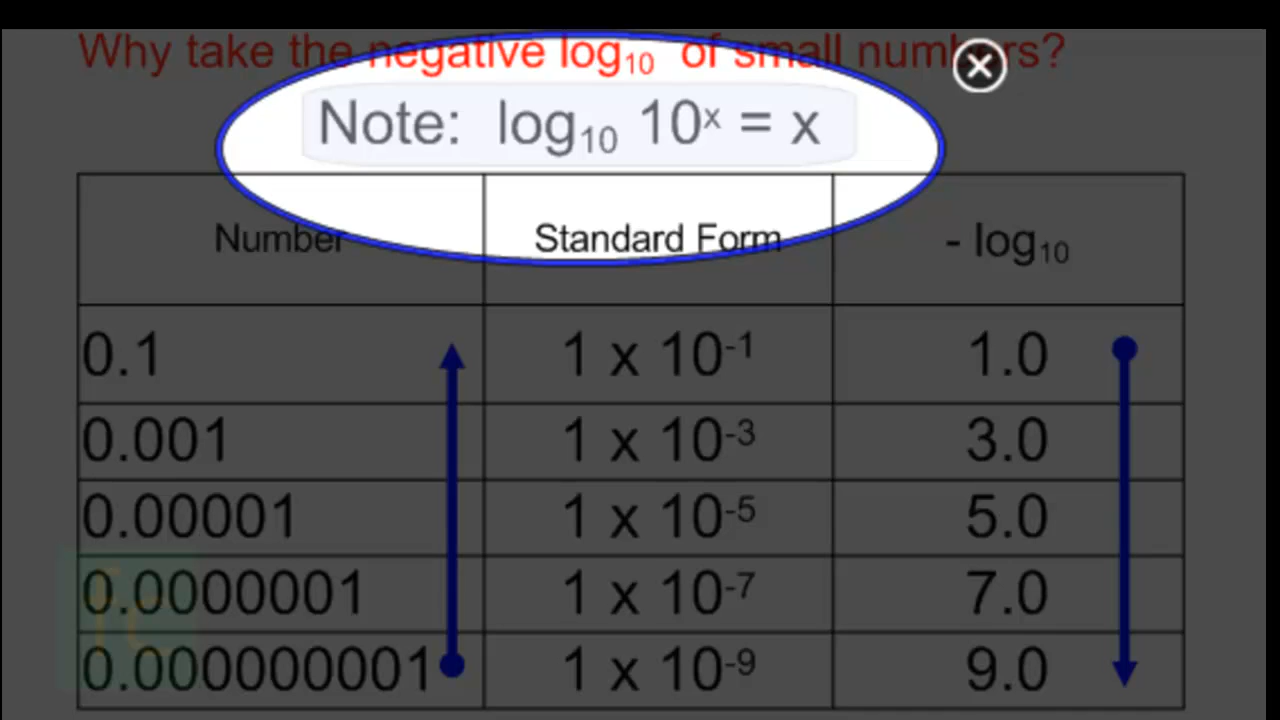 Why take the negative log₁₀ of small numbers?
Note: log₁₀ 10ˣ = x
Number Standard Form - log₁₀
0.1 1 x 10⁻¹ 1.0
0.001 1 x 10⁻³ 3.0
0.00001 1 x 10⁻⁵ 5.0
0.0000001 1 x 10⁻⁷ 7.0
0.000000001 1 x 10⁻⁹ 9.0
fc